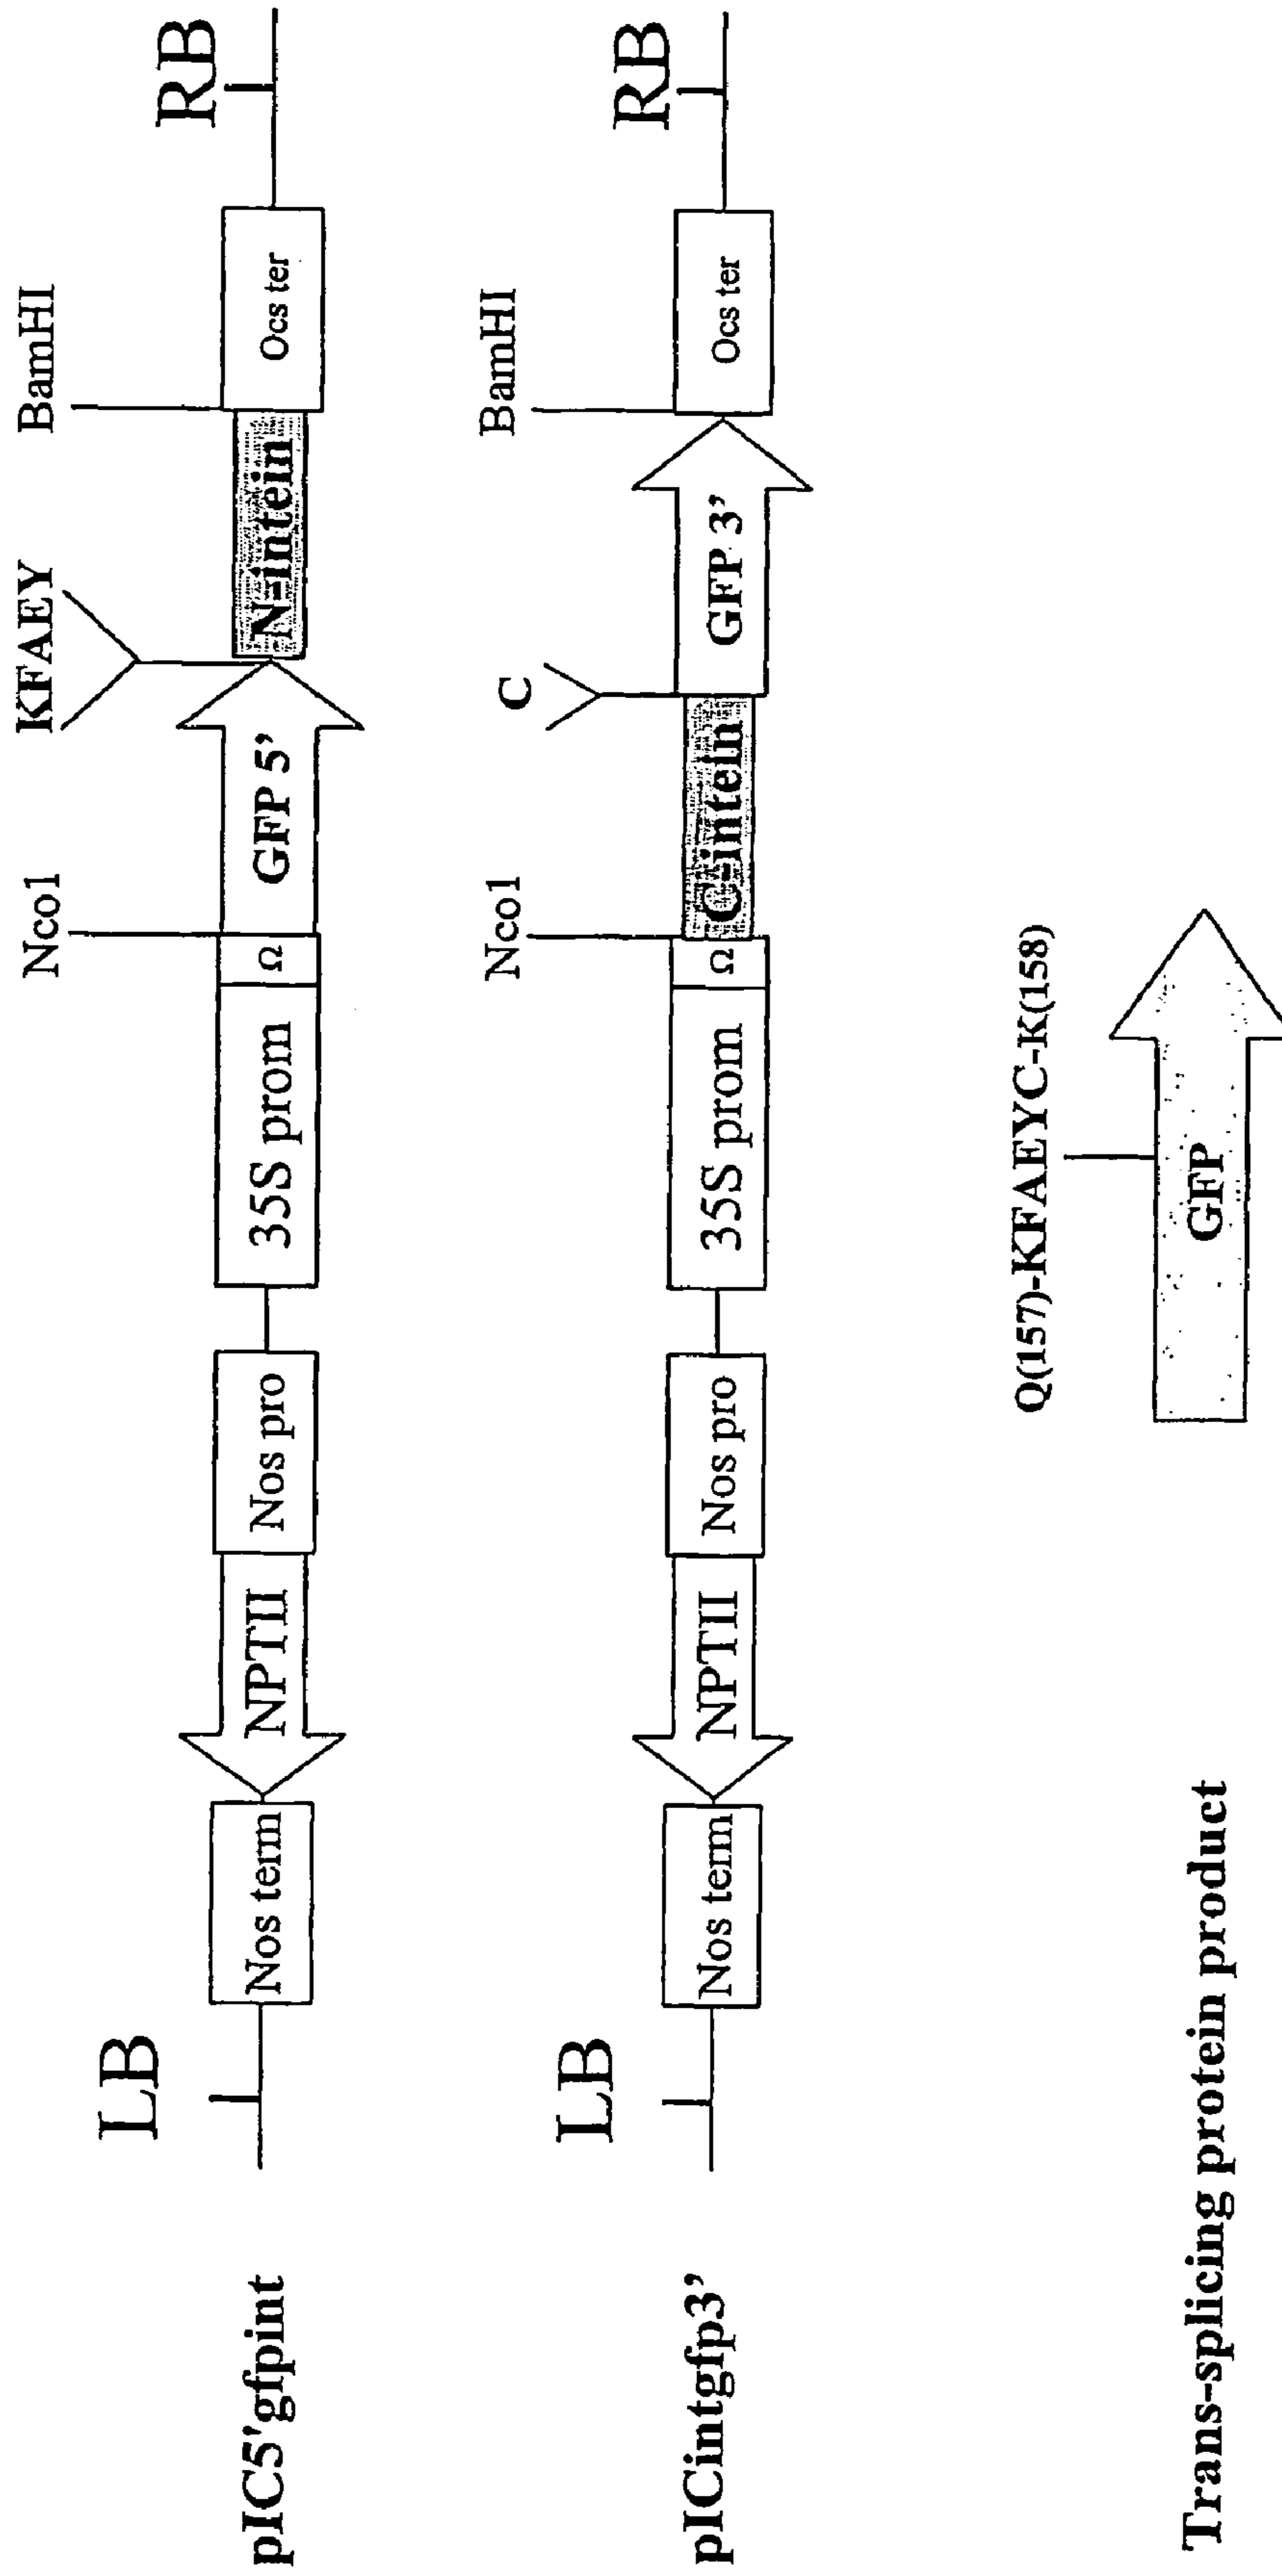 LB
RB
Nco1
KFAEY
BamHI
pIC5'gfpint
Nos term
NPTII
Nos pro
35S prom
Ω
GFP 5’
N-intein
Ocs ter
LB
RB
Nco1
C
BamHI
pICintgfp3’
Nos term
NPTII
Nos pro
35S prom
Ω
C-intein
GFP 3’
Ocs ter
Q(157)-KFAEYC-K(158)
Trans-splicing protein product
GFP